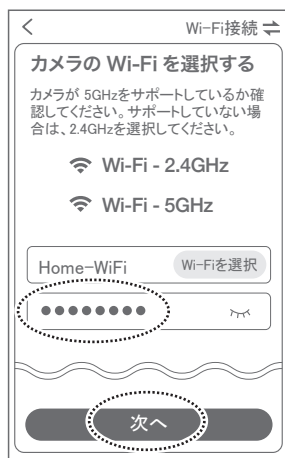 Wi-Fi接続
カメラの Wi-Fi を選択する
カメラが 5GHzをサポートしているか確
認してください。サポートしていない場
合は、2.4GHzを選択してください。
Wi-Fi - 2.4GHz
Wi-Fi - 5GHz
Home-WiFi Wi-Fiを選択
●●●●●●●●
次へ